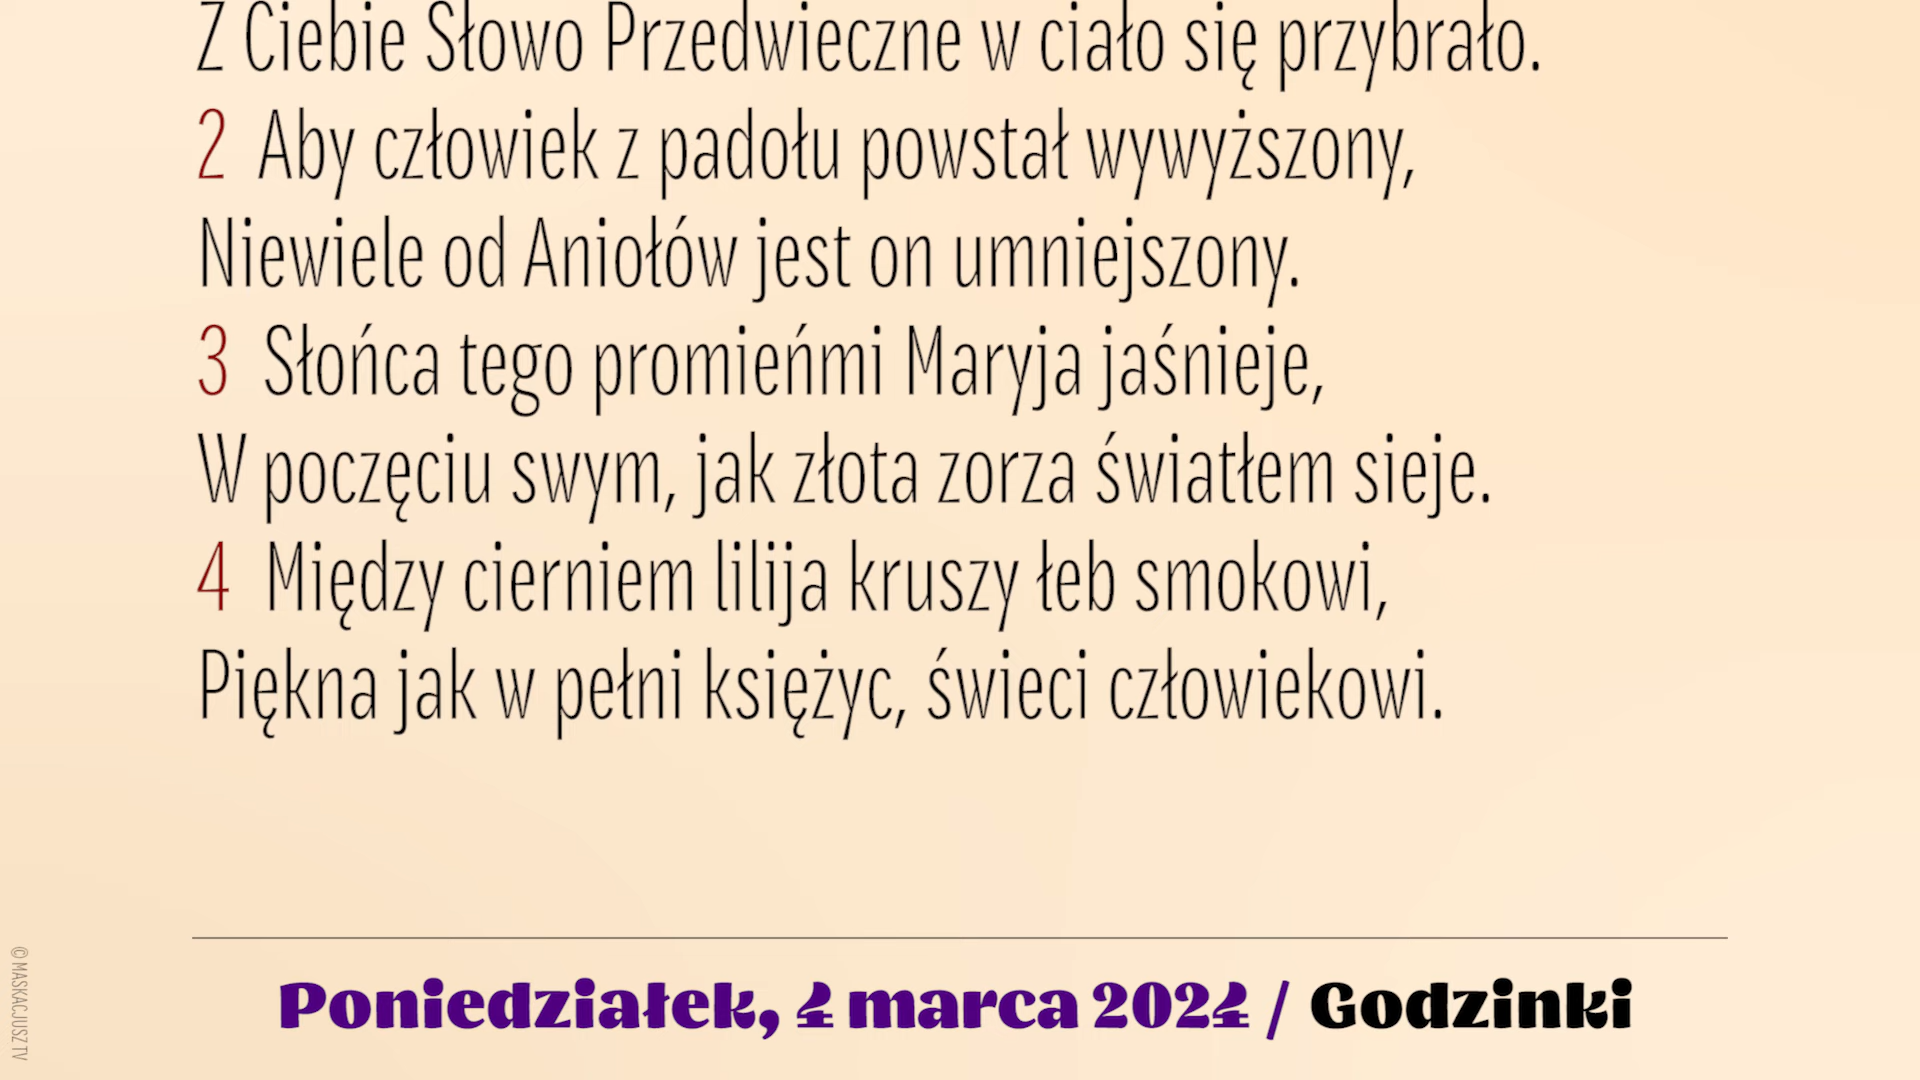 Z Ciebie Słowo Przedwieczne w ciało się przybrało.
2 Aby człowiek z padołu powstał wywyższony,
Niewiele od Aniołów jest on umniejszony.
3 Słońca tego promieńmi Maryja jaśnieje,
W poczęciu swym, jak złota zorza światłem sieje.
4 Między cierniem lilija kruszy łeb smokowi,
Piękna jak w pełni księżyc, świeci człowiekowi.
Poniedziałek, 4 marca 2024 / Godzinki
© MASKACJUSZ TV